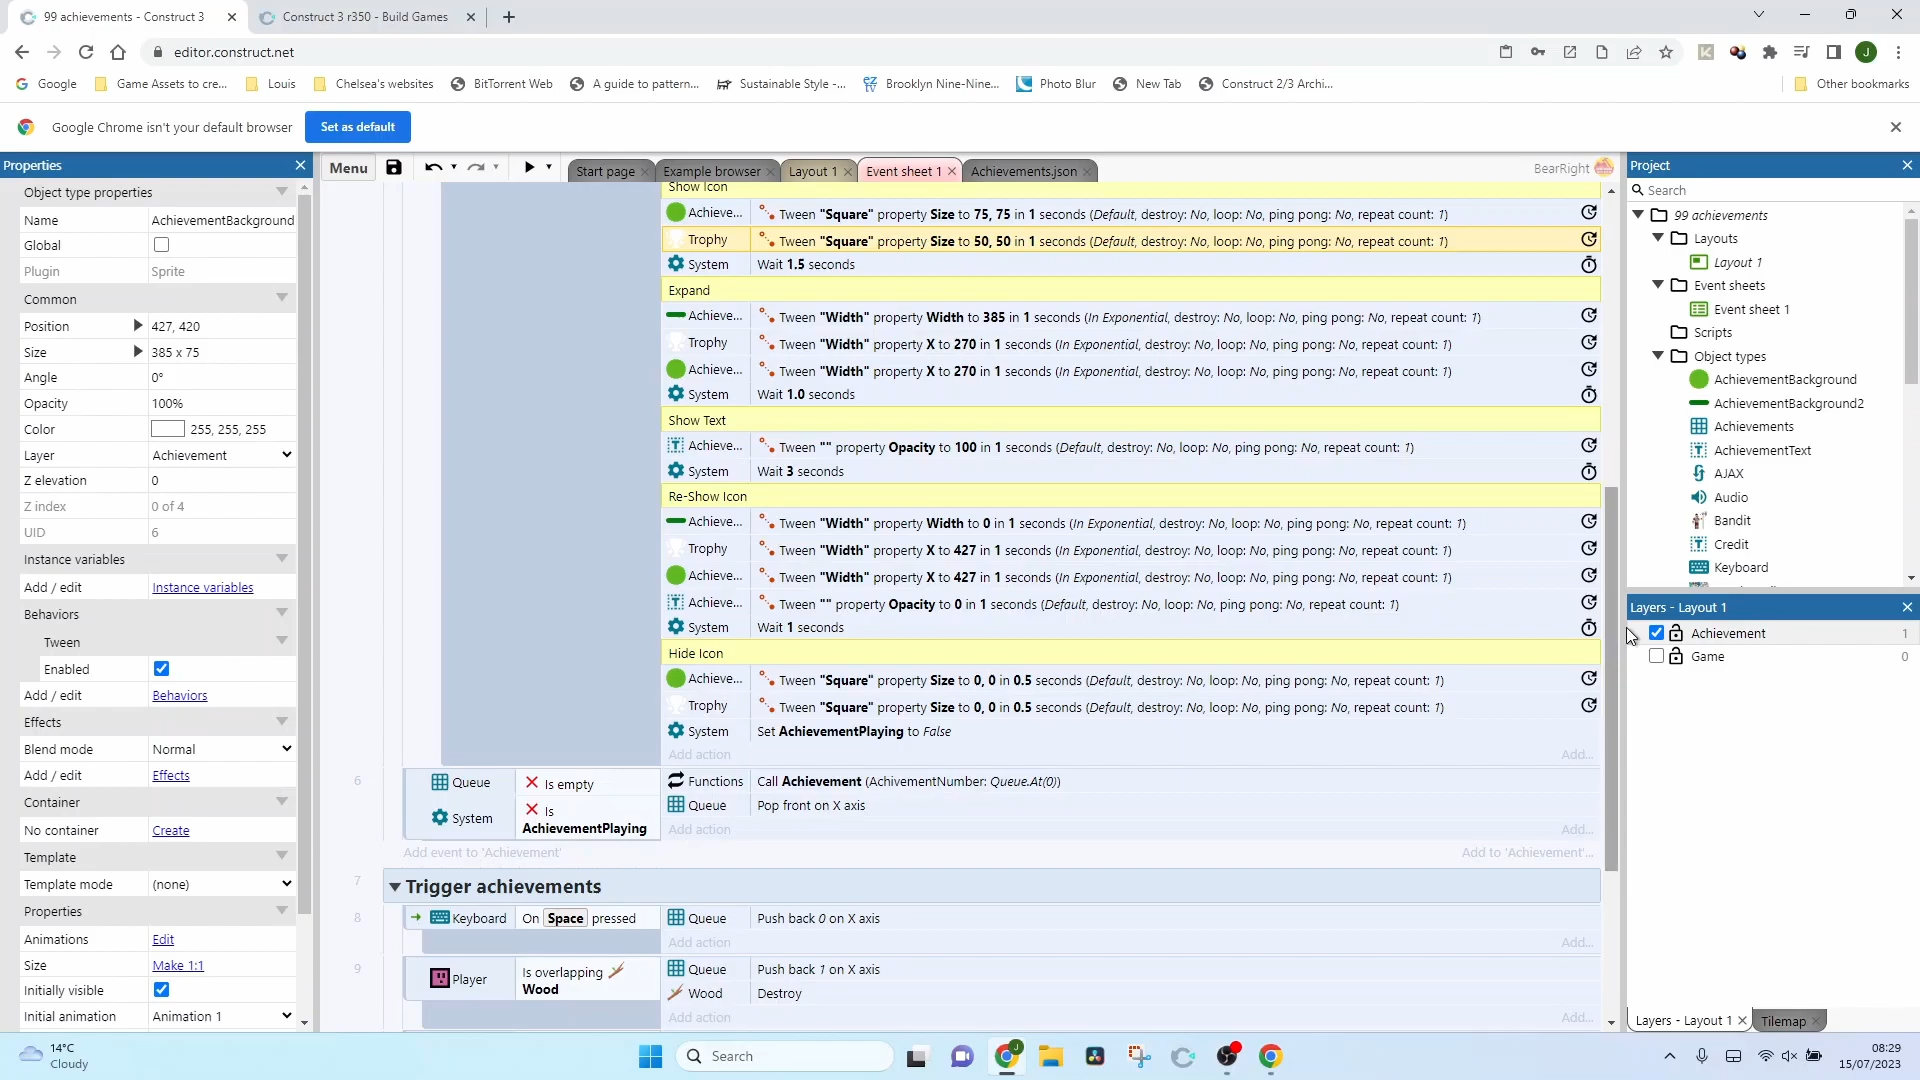 99 achievements - Construct 3
Construct 3 r350 - Build Games
editor.construct.net
Google
Game Assets to cre...
Louis
Chelsea's websites
BitTorrent Web
A guide to pattern...
Sustainable Style -...
Brooklyn Nine-Nine...
Photo Blur
New Tab
Construct 2/3 Archi...
Other bookmarks
Google Chrome isn't your default browser
Set as default
Properties
Object type properties
Name AchievementBackground
Global
Plugin Sprite
Common
Position 427, 420
Size 385 x 75
Angle 0°
Opacity 100%
Color 255, 255, 255
Layer Achievement
Z elevation 0
Z index 0 of 4
UID 6
Instance variables
Add / edit Instance variables
Behaviors
Tween
Enabled
Add / edit Behaviors
Effects
Blend mode Normal
Add / edit Effects
Container
No container Create
Template
Template mode (none)
Properties
Animations Edit
Size Make 1:1
Initially visible
Initial animation Animation 1
Menu
Start page
Example browser
Layout 1
Event sheet 1
Achievements.json
BearRight
Show Icon
Achieve... Tween "Square" property Size to 75, 75 in 1 seconds (Default, destroy: No, loop: No, ping pong: No, repeat count: 1)
Trophy Tween "Square" property Size to 50, 50 in 1 seconds (Default, destroy: No, loop: No, ping pong: No, repeat count: 1)
System Wait 1.5 seconds
Expand
Achieve... Tween "Width" property Width to 385 in 1 seconds (In Exponential, destroy: No, loop: No, ping pong: No, repeat count: 1)
Trophy Tween "Width" property X to 270 in 1 seconds (In Exponential, destroy: No, loop: No, ping pong: No, repeat count: 1)
Achieve... Tween "Width" property X to 270 in 1 seconds (In Exponential, destroy: No, loop: No, ping pong: No, repeat count: 1)
System Wait 1.0 seconds
Show Text
Achieve... Tween "" property Opacity to 100 in 1 seconds (Default, destroy: No, loop: No, ping pong: No, repeat count: 1)
System Wait 3 seconds
Re-Show Icon
Achieve... Tween "Width" property Width to 0 in 1 seconds (In Exponential, destroy: No, loop: No, ping pong: No, repeat count: 1)
Trophy Tween "Width" property X to 427 in 1 seconds (In Exponential, destroy: No, loop: No, ping pong: No, repeat count: 1)
Achieve... Tween "Width" property X to 427 in 1 seconds (In Exponential, destroy: No, loop: No, ping pong: No, repeat count: 1)
Achieve... Tween "" property Opacity to 0 in 1 seconds (Default, destroy: No, loop: No, ping pong: No, repeat count: 1)
System Wait 1 seconds
Hide Icon
Achieve... Tween "Square" property Size to 0, 0 in 0.5 seconds (Default, destroy: No, loop: No, ping pong: No, repeat count: 1)
Trophy Tween "Square" property Size to 0, 0 in 0.5 seconds (Default, destroy: No, loop: No, ping pong: No, repeat count: 1)
System Set AchievementPlaying to False
Add action Add...
6 Queue Is empty Functions Call Achievement (AchivementNumber: Queue.At(0))
Queue Pop front on X axis
System Is
AchievementPlaying
Add action Add...
Add event to 'Achievement' Add to 'Achievement'...
7 Trigger achievements
8 Keyboard On Space pressed Queue Push back 0 on X axis
Add action Add...
9 Player Is overlapping
Wood
Queue Push back 1 on X axis
Wood Destroy
Add action Add...
Project
Search
99 achievements
Layouts
Layout 1
Event sheets
Event sheet 1
Scripts
Object types
AchievementBackground
AchievementBackground2
Achievements
AchievementText
AJAX
Audio
Bandit
Credit
Keyboard
Layers - Layout 1
Achievement 1
Game 0
Layers - Layout 1
Tilemap
14°C
Cloudy
Search
08:29
15/07/2023